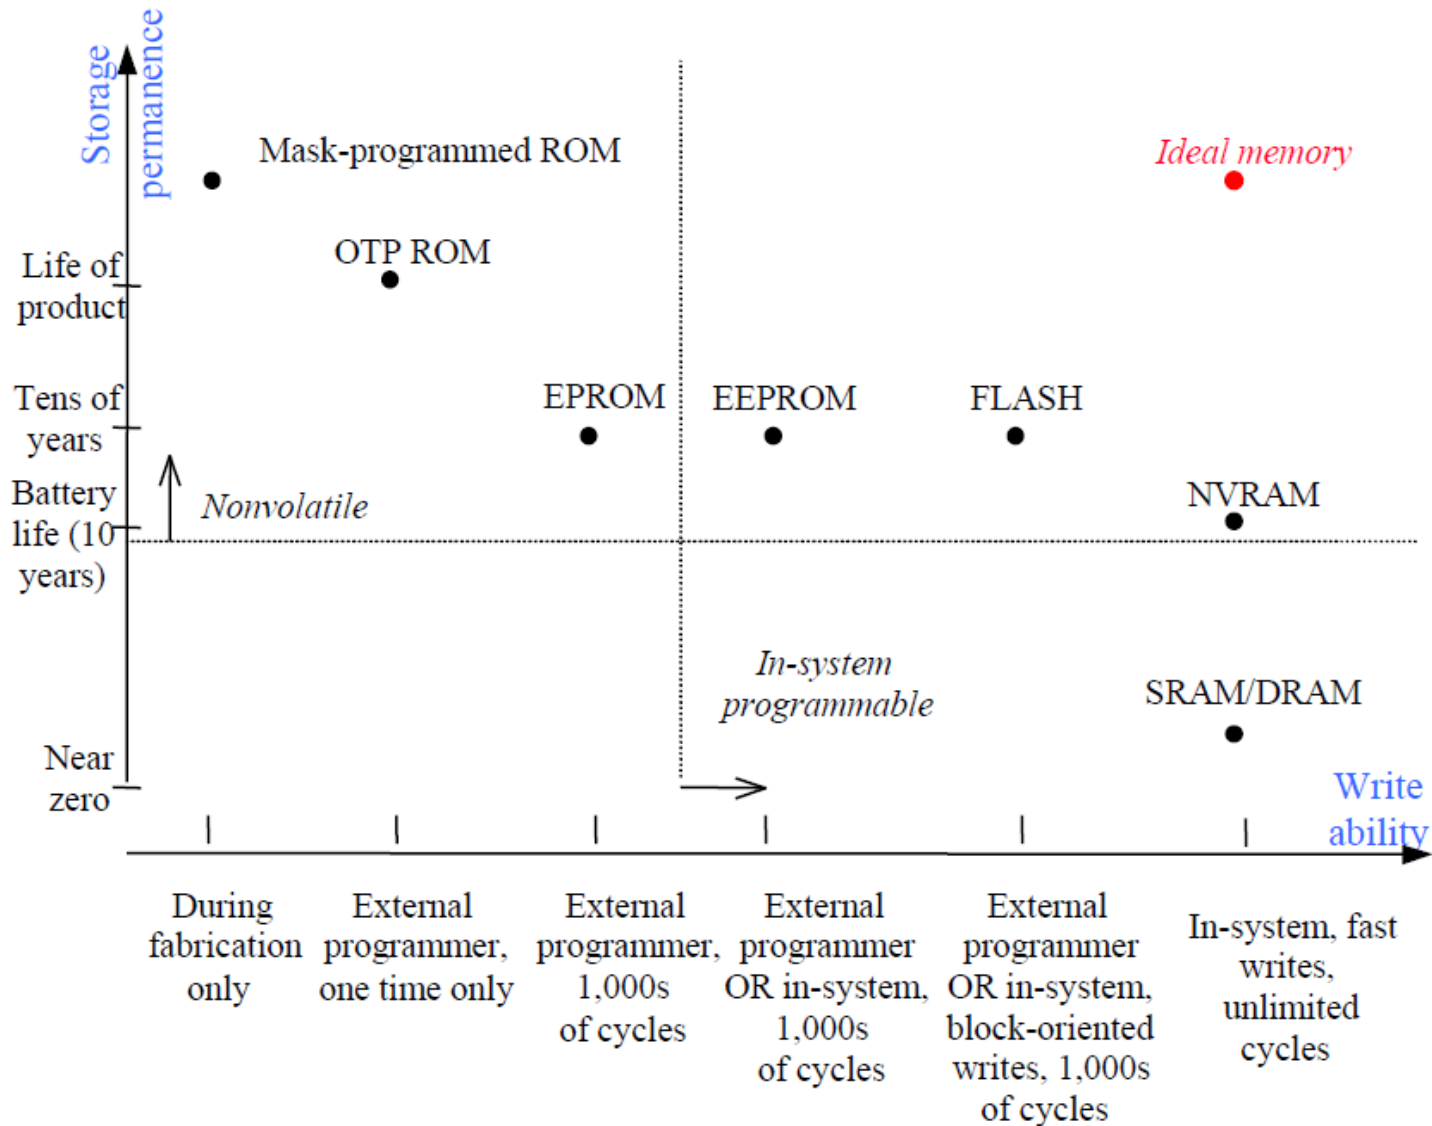 Storage
permanence
Mask-programmed ROM
Ideal memory
OTP ROM
Life of
product
Tens of
years
EPROM
EEPROM
FLASH
Battery
life (10
years)
Nonvolatile
NVRAM
In-system
programmable
SRAM/DRAM
Near
zero
Write
ability
During
fabrication
only
External
programmer,
one time only
External
programmer,
1,000s
of cycles
External
programmer
OR in-system,
1,000s
of cycles
External
programmer
OR in-system,
block-oriented
writes, 1,000s
of cycles
In-system, fast
writes,
unlimited
cycles